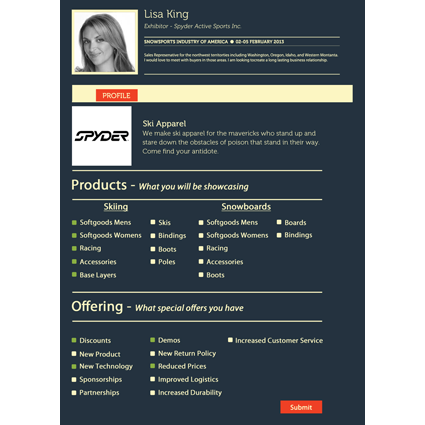 Lisa King
Exhibitor - Spyder Active Sports Inc.
SNOWSPORTS INDUSTRY OF AMERICA ● 02-05 FEBRUARY 2013
Sales Representative for the northwest territories including Washington, Oregon, Idaho, and Western Montana.
I would love to meet with buyers in those areas. I am looking to create a long lasting business relationship.
PROFILE
SPYDER
Ski Apparel
We make ski apparel for the mavericks who stand up and
stare down the obstacles of poison that stand in their way.
Come find your antidote.
Products - What you will be showcasing
Skiing
Softgoods Mens
Softgoods Womens
Racing
Accessories
Base Layers
Skis
Bindings
Boots
Poles
Snowboards
Softgoods Mens
Softgoods Womens
Racing
Accessories
Boots
Boards
Bindings
Offering - What special offers you have
Discounts
New Product
New Technology
Sponsorships
Partnerships
Demos
New Return Policy
Reduced Prices
Improved Logistics
Increased Durability
Increased Customer Service
Submit